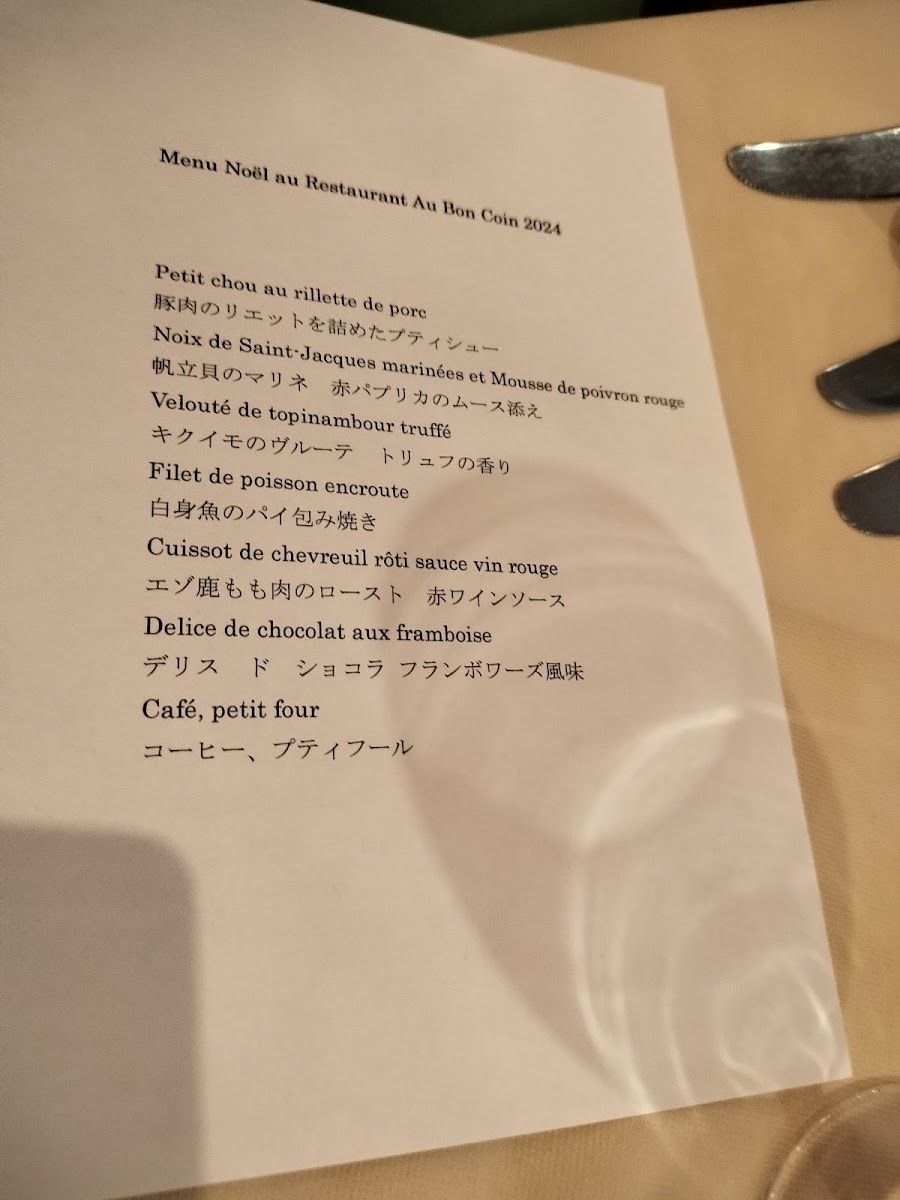 Menu Noël au Restaurant Au Bon Coin 2024
Petit chou au rillette de porc
豚肉のリエットを詰めたプティシュー
Noix de Saint-Jacques marinées et Mousse de poivron rouge
帆立貝のマリネ　赤パプリカのムース添え
Velouté de topinambour truffé
キクイモのヴルーテ　トリュフの香り
Filet de poisson encroute
白身魚のパイ包み焼き
Cuissot de chevreuil rôti sauce vin rouge
エゾ鹿もも肉のロースト　赤ワインソース
Delice de chocolat aux framboise
デリス　ド　ショコラ フランボワーズ風味
Café, petit four
コーヒー、プティフール